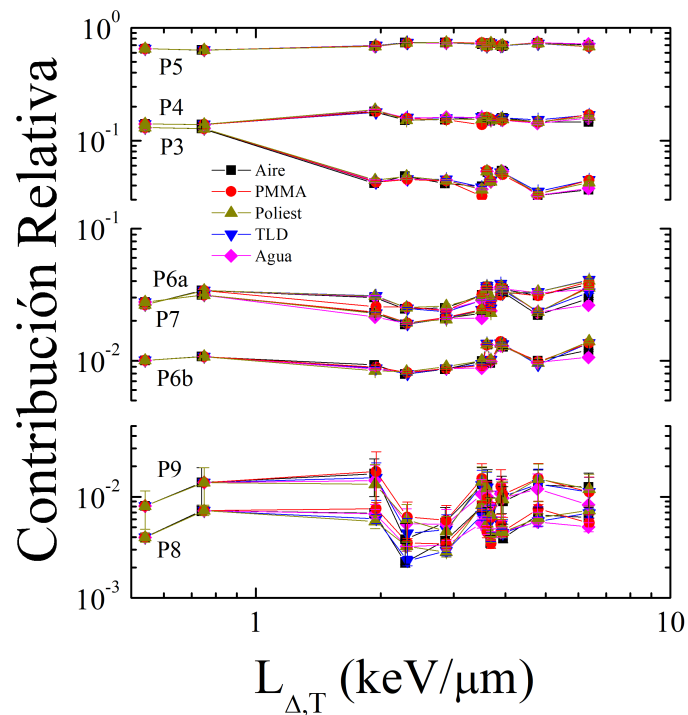 Contribución Relativa
10^0
10^-1
10^-1
10^-2
10^-2
10^-3
P5
P4
P3
Aire
PMMA
Poliest
TLD
Agua
P6a
P7
P6b
P9
P8
1
10
L_Δ,T (keV/μm)